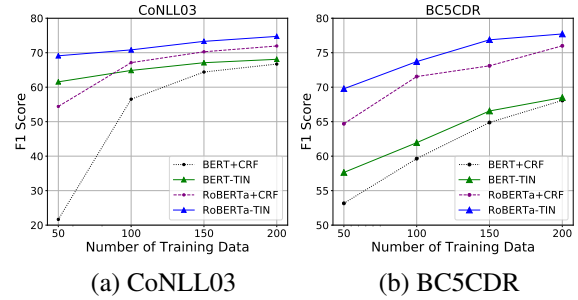 CoNLL03
80
70
60
50
40
30
20
F1 Score
BERT+CRF
BERT-TIN
RoBERTa+CRF
RoBERTa-TIN
50 100 150 200
Number of Training Data
(a) CoNLL03
BC5CDR
80
75
70
65
60
55
50
F1 Score
BERT+CRF
BERT-TIN
RoBERTa+CRF
RoBERTa-TIN
50 100 150 200
Number of Training Data
(b) BC5CDR